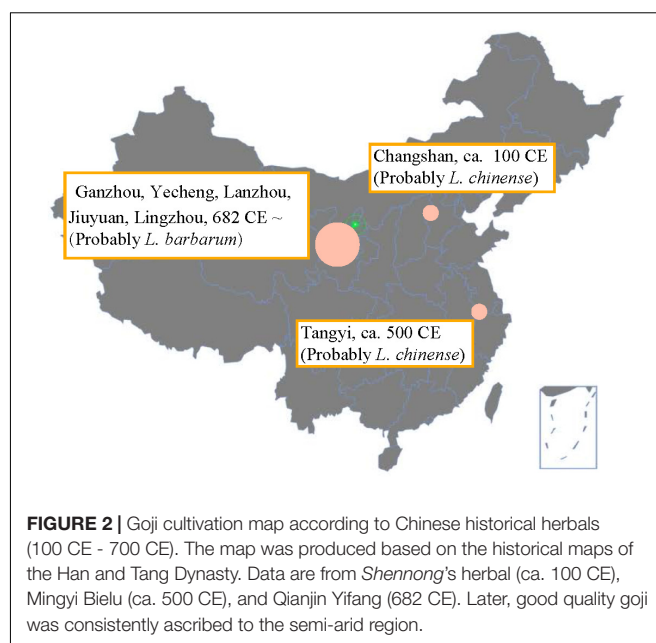 Changshan, ca. 100 CE
(Probably L. chinense)
Ganzhou, Yecheng, Lanzhou,
Jiuyuan, Lingzhou, 682 CE ~
(Probably L. barbarum)
Tangyi, ca. 500 CE
(Probably L. chinense)
FIGURE 2 | Goji cultivation map according to Chinese historical herbals
(100 CE - 700 CE). The map was produced based on the historical maps of
the Han and Tang Dynasty. Data are from Shennong's herbal (ca. 100 CE),
Mingyi Bielu (ca. 500 CE), and Qianjin Yifang (682 CE). Later, good quality goji
was consistently ascribed to the semi-arid region.